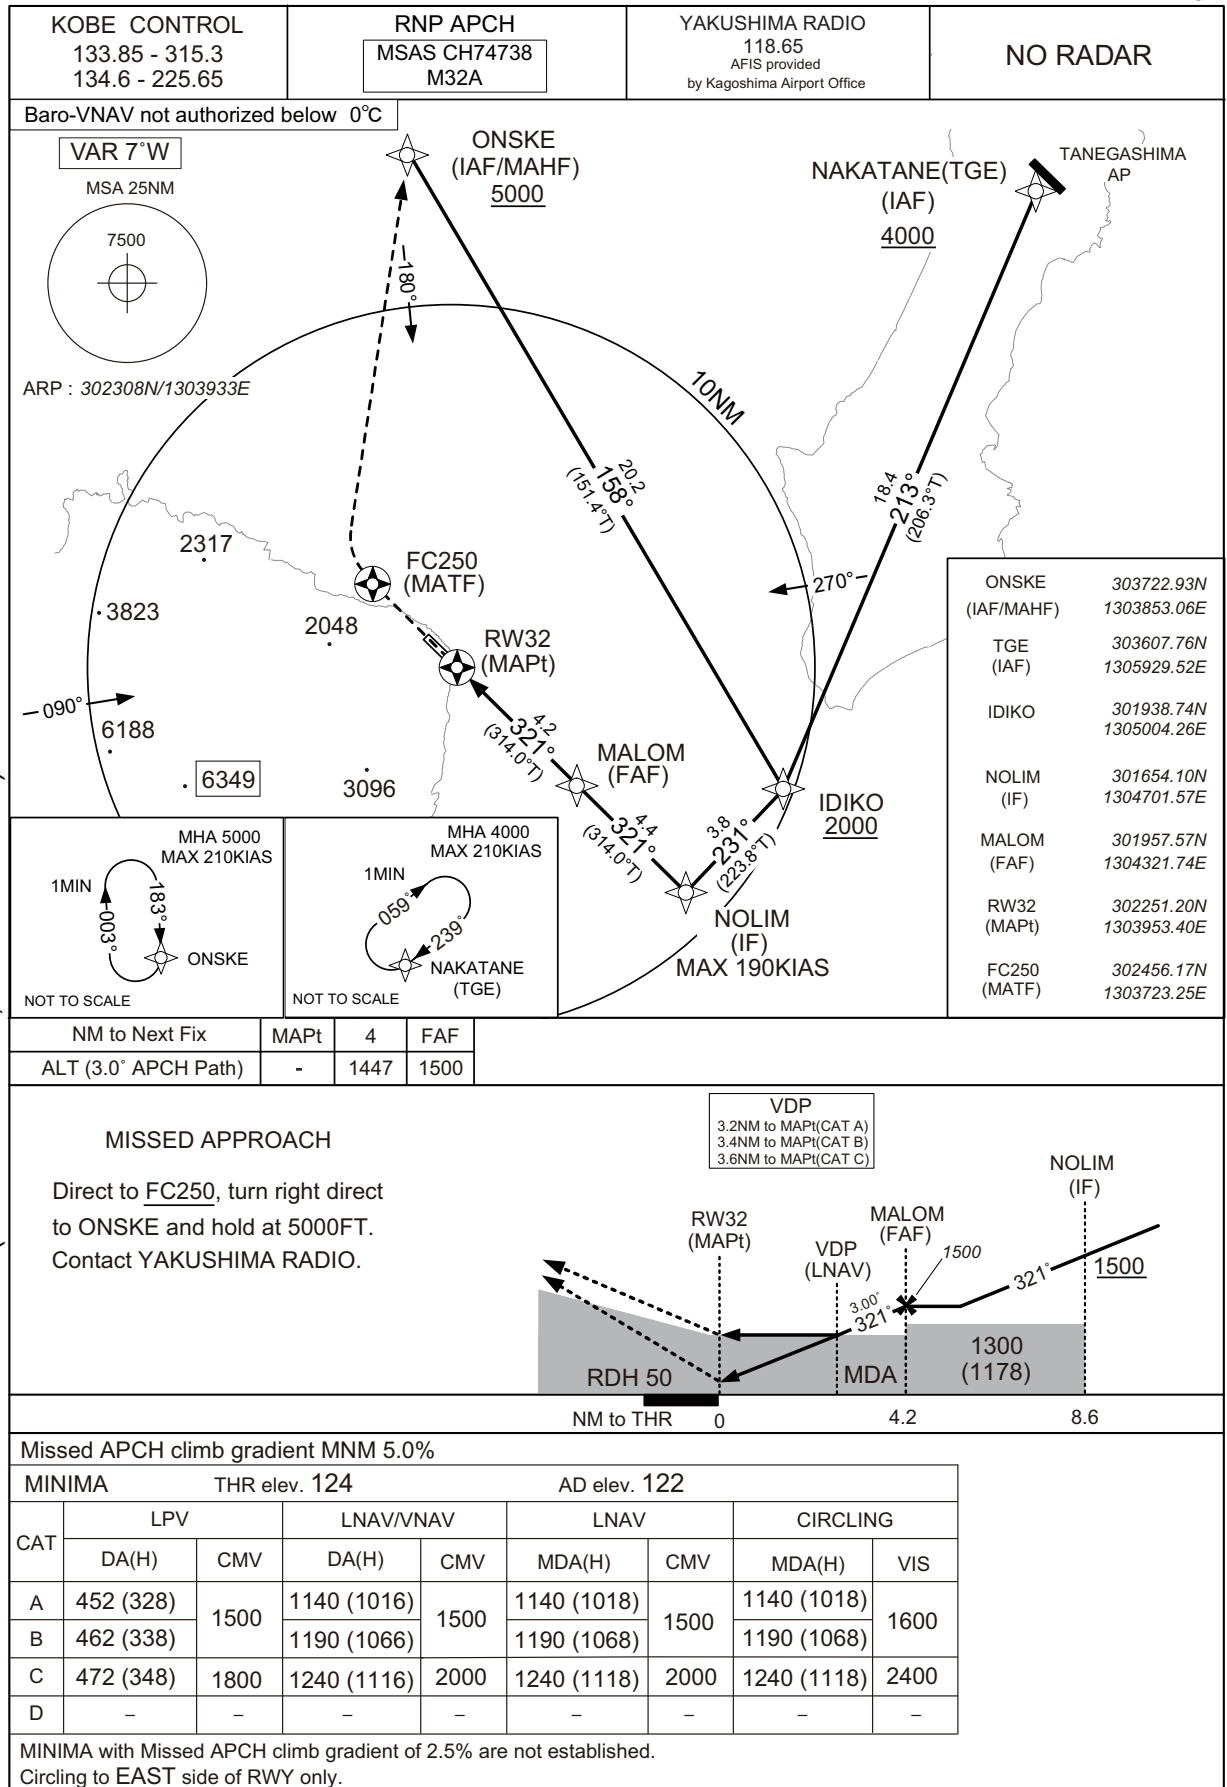 KOBE CONTROL
133.85 - 315.3
134.6 - 225.65
RNP APCH
MSAS CH74738
M32A
YAKUSHIMA RADIO
118.65
AFIS provided
by Kagoshima Airport Office
NO RADAR
Baro-VNAV not authorized below 0°C
VAR 7°W
MSA 25NM
7500
ARP : 302308N/1303933E
ONSKE
(IAF/MAHF)
5000
NAKATANE(TGE)
(IAF)
4000
TANEGASHIMA
AP
180°
10NM
20.2
158°
(151.4°T)
18.4
213°
(206.3°T)
270°
090°
2317
3823
2048
6188
6349
3096
FC250
(MATF)
RW32
(MAPt)
4.2
321°
(314.0°T)
MALOM
(FAF)
4.4
321°
(314.0°T)
3.8
231°
(223.8°T)
IDIKO
2000
NOLIM
(IF)
MAX 190KIAS
ONSKE 303722.93N
(IAF/MAHF) 1303853.06E
TGE 303607.76N
(IAF) 1305929.52E
IDIKO 301938.74N
1305004.26E
NOLIM 301654.10N
(IF) 1304701.57E
MALOM 301957.57N
(FAF) 1304321.74E
RW32 302251.20N
(MAPt) 1303953.40E
FC250 302456.17N
(MATF) 1303723.25E
MHA 5000
MAX 210KIAS
1MIN
003°
183°
ONSKE
NOT TO SCALE
MHA 4000
MAX 210KIAS
1MIN
059°
239°
NAKATANE
(TGE)
NOT TO SCALE
NM to Next Fix MAPt 4 FAF
ALT (3.0° APCH Path) - 1447 1500
MISSED APPROACH
Direct to FC250, turn right direct
to ONSKE and hold at 5000FT.
Contact YAKUSHIMA RADIO.
VDP
3.2NM to MAPt(CAT A)
3.4NM to MAPt(CAT B)
3.6NM to MAPt(CAT C)
NOLIM
(IF)
RW32
(MAPt)
MALOM
(FAF)
VDP
(LNAV)
1500
1500
321°
3.00°
321°
RDH 50
MDA
1300
(1178)
NM to THR 0 4.2 8.6
Missed APCH climb gradient MNM 5.0%
MINIMA THR elev. 124 AD elev. 122
CAT LPV LNAV/VNAV LNAV CIRCLING
DA(H) CMV DA(H) CMV MDA(H) CMV MDA(H) VIS
A 452 (328) 1500 1140 (1016) 1500 1140 (1018) 1500 1140 (1018) 1600
B 462 (338) 1190 (1066) 1190 (1068) 1190 (1068)
C 472 (348) 1800 1240 (1116) 2000 1240 (1118) 2000 1240 (1118) 2400
D – – – – – – – –
MINIMA with Missed APCH climb gradient of 2.5% are not established.
Circling to EAST side of RWY only.